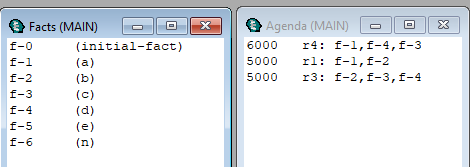 Facts (MAIN)
f-0 (initial-fact)
f-1 (a)
f-2 (b)
f-3 (c)
f-4 (d)
f-5 (e)
f-6 (n)
Agenda (MAIN)
6000 r4: f-1,f-4,f-3
5000 r1: f-1,f-2
5000 r3: f-2,f-3,f-4